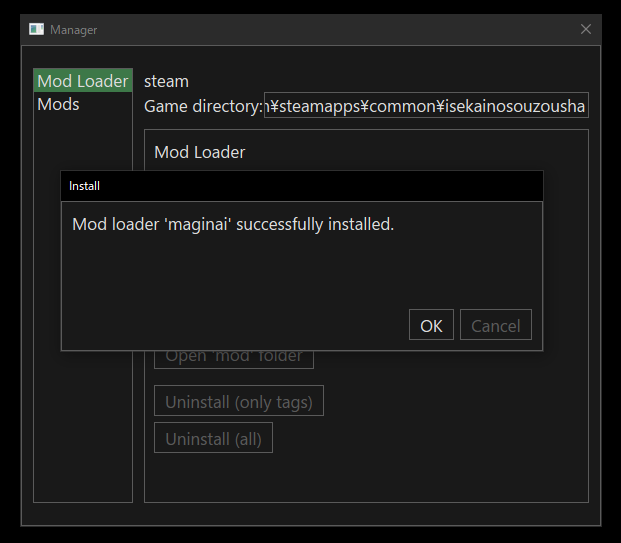 Manager
Mod Loader
Mods
steam
Game directory:
n¥steamapps¥common¥isekainosouzousha
Mod Loader
Install
Mod loader 'maginai' successfully installed.
OK
Cancel
Open 'mod' folder
Uninstall (only tags)
Uninstall (all)